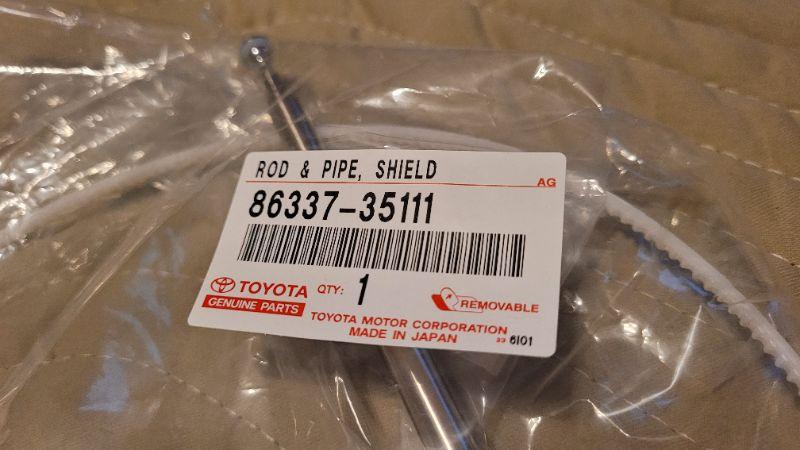 ROD & PIPE, SHIELD
AG
86337-35111
TOYOTA QTY: 1
GENUINE PARTS
REMOVABLE
TOYOTA MOTOR CORPORATION
MADE IN JAPAN
23 6101